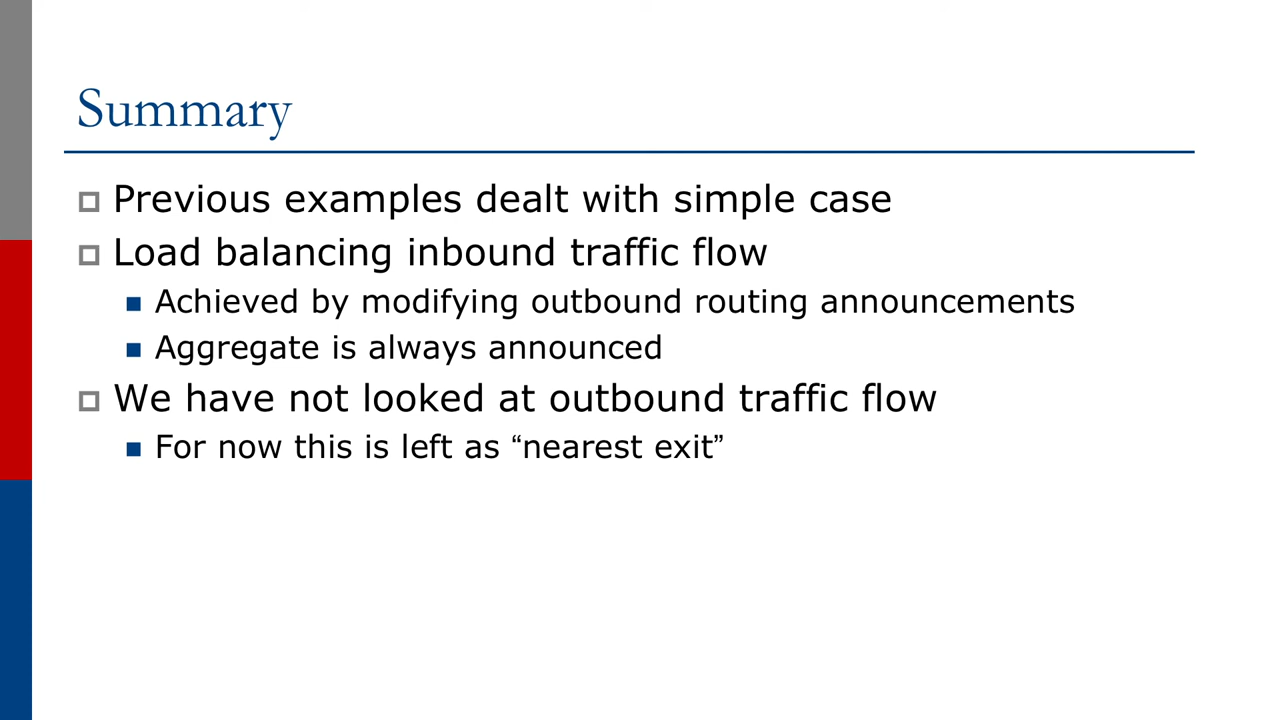 Summary
Previous examples dealt with simple case
Load balancing inbound traffic flow
Achieved by modifying outbound routing announcements
Aggregate is always announced
We have not looked at outbound traffic flow
For now this is left as “nearest exit”